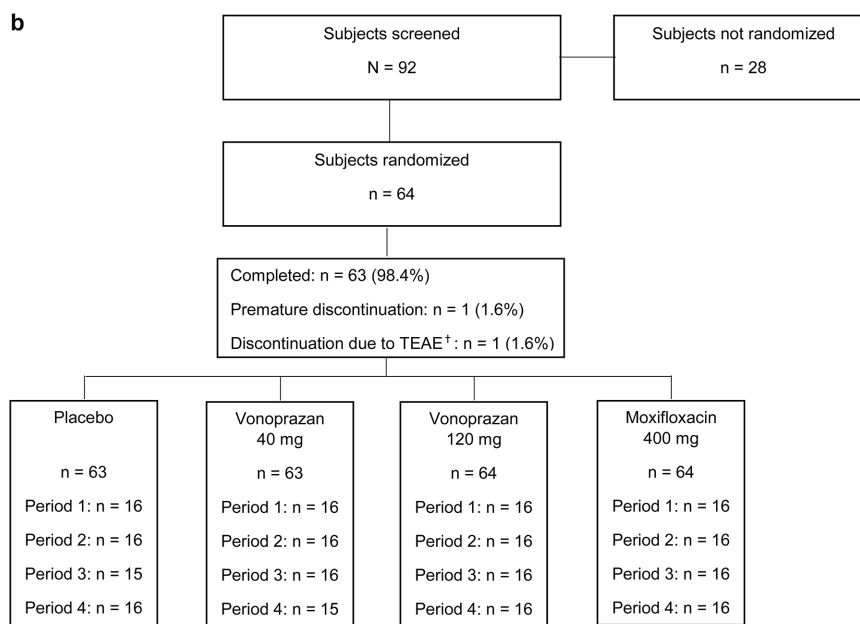 b
Subjects screened
N = 92
Subjects not randomized
n = 28
Subjects randomized
n = 64
Completed: n = 63 (98.4%)
Premature discontinuation: n = 1 (1.6%)
Discontinuation due to TEAE†: n = 1 (1.6%)
Placebo
n = 63
Period 1: n = 16
Period 2: n = 16
Period 3: n = 15
Period 4: n = 16
Vonoprazan
40 mg
n = 63
Period 1: n = 16
Period 2: n = 16
Period 3: n = 16
Period 4: n = 15
Vonoprazan
120 mg
n = 64
Period 1: n = 16
Period 2: n = 16
Period 3: n = 16
Period 4: n = 16
Moxifloxacin
400 mg
n = 64
Period 1: n = 16
Period 2: n = 16
Period 3: n = 16
Period 4: n = 16